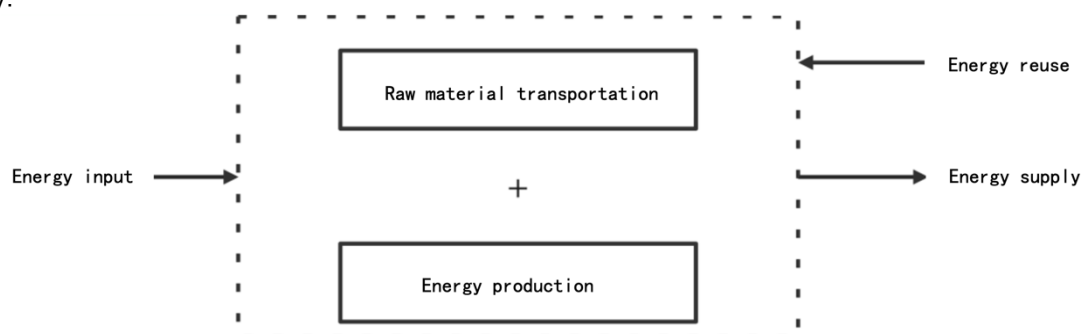 Energy reuse
Raw material transportation
Energy input
+
Energy supply
Energy production